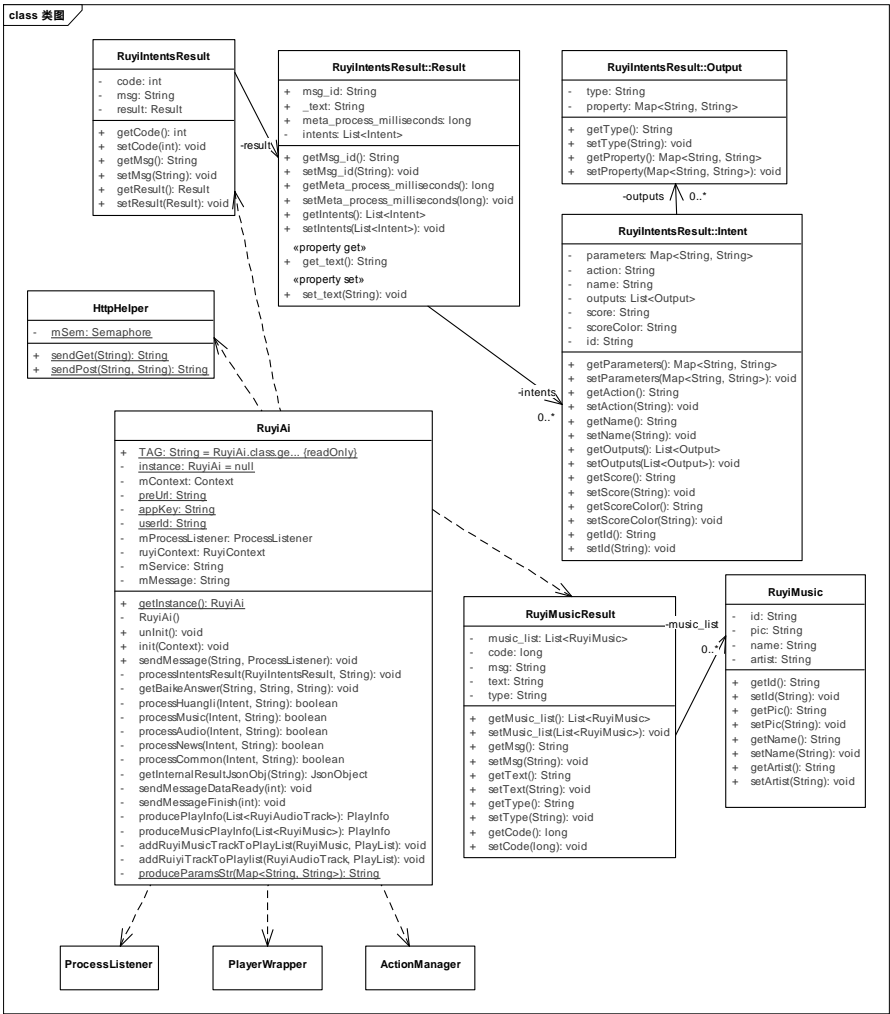 class 类图
RuyiIntentsResult
- code: int
- msg: String
- result: Result
+ getCode(): int
+ setCode(int): void
+ getMsg(): String
+ setMsg(String): void
+ getResult(): Result
+ setResult(Result): void
-result
RuyiIntentsResult::Result
+ msg_id: String
+ _text: String
+ meta_process_milliseconds: long
- intents: List<Intent>
+ getMsg_id(): String
+ setMsg_id(String): void
+ getMeta_process_milliseconds(): long
+ setMeta_process_milliseconds(long): void
+ getIntents(): List<Intent>
+ setIntents(List<Intent>): void
«property get»
+ get_text(): String
«property set»
+ set_text(String): void
RuyiIntentsResult::Output
- type: String
- property: Map<String, String>
+ getType(): String
+ setType(String): void
+ getProperty(): Map<String, String>
+ setProperty(Map<String, String>): void
-outputs 0..*
RuyiIntentsResult::Intent
- parameters: Map<String, String>
- action: String
- name: String
- outputs: List<Output>
- score: String
- scoreColor: String
- id: String
+ getParameters(): Map<String, String>
+ setParameters(Map<String, String>): void
+ getAction(): String
+ setAction(String): void
+ getName(): String
+ setName(String): void
+ getOutputs(): List<Output>
+ setOutputs(List<Output>): void
+ getScore(): String
+ setScore(String): void
+ getScoreColor(): String
+ setScoreColor(String): void
+ getId(): String
+ setId(String): void
-intents
0..*
HttpHelper
- mSem: Semaphore
+ sendGet(String): String
+ sendPost(String, String): String
RuyiAi
+ TAG: String = RuyiAi.class.ge... {readOnly}
- instance: RuyiAi = null
- mContext: Context
- preUrl: String
- appKey: String
- userId: String
- mProcessListener: ProcessListener
- ruyiContext: RuyiContext
- mService: String
- mMessage: String
+ getInstance(): RuyiAi
- RuyiAi()
+ unInit(): void
+ init(Context): void
+ sendMessage(String, ProcessListener): void
- processIntentsResult(RuyiIntentsResult, String): void
- getBaikeAnswer(String, String, String): void
- processHuangli(Intent, String): boolean
- processMusic(Intent, String): boolean
- processAudio(Intent, String): boolean
- processNews(Intent, String): boolean
- processCommon(Intent, String): boolean
- getInternalResultJsonObj(String): JsonObject
- sendMessageDataReady(int): void
- sendMessageFinish(int): void
- producePlayInfo(List<RuyiAudioTrack>): PlayInfo
- produceMusicPlayInfo(List<RuyiMusic>): PlayInfo
- addRuyiMusicTrackToPlayList(RuyiMusic, PlayList): void
- addRuiyiTrackToPlaylist(RuyiAudioTrack, PlayList): void
- produceParamsStr(Map<String, String>): String
RuyiMusicResult
- music_list: List<RuyiMusic>
- code: long
- msg: String
- text: String
- type: String
+ getMusic_list(): List<RuyiMusic>
+ setMusic_list(List<RuyiMusic>): void
+ getMsg(): String
+ setMsg(String): void
+ getText(): String
+ setText(String): void
+ getType(): String
+ setType(String): void
+ getCode(): long
+ setCode(long): void
-music_list
0..*
RuyiMusic
- id: String
- pic: String
- name: String
- artist: String
+ getId(): String
+ setId(String): void
+ getPic(): String
+ setPic(String): void
+ getName(): String
+ setName(String): void
+ getArtist(): String
+ setArtist(String): void
ProcessListener
PlayerWrapper
ActionManager